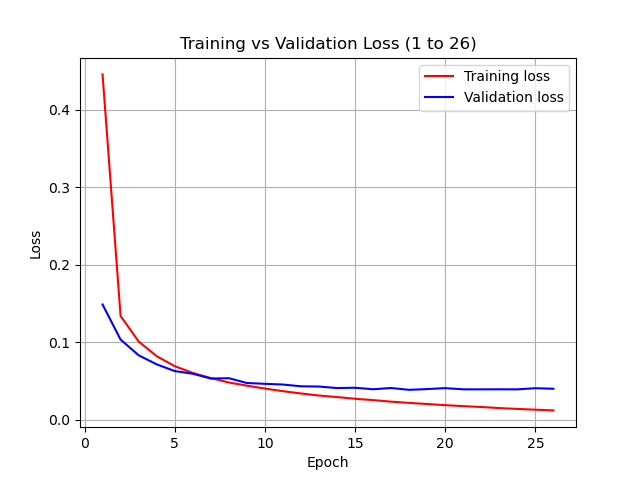 Training vs Validation Loss (1 to 26)
Training loss
Validation loss
Loss
0.4
0.3
0.2
0.1
0.0
0 5 10 15 20 25
Epoch